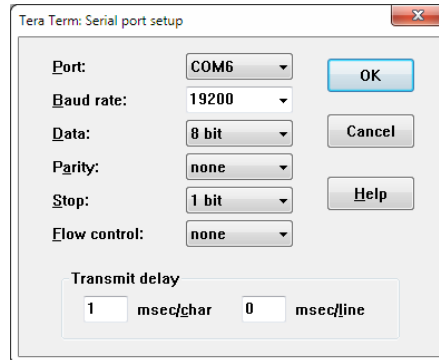 Tera Term: Serial port setup
Port: COM6 OK
Baud rate: 19200
Data: 8 bit Cancel
Parity: none
Stop: 1 bit Help
Flow control: none
Transmit delay
1 msec/char 0 msec/line